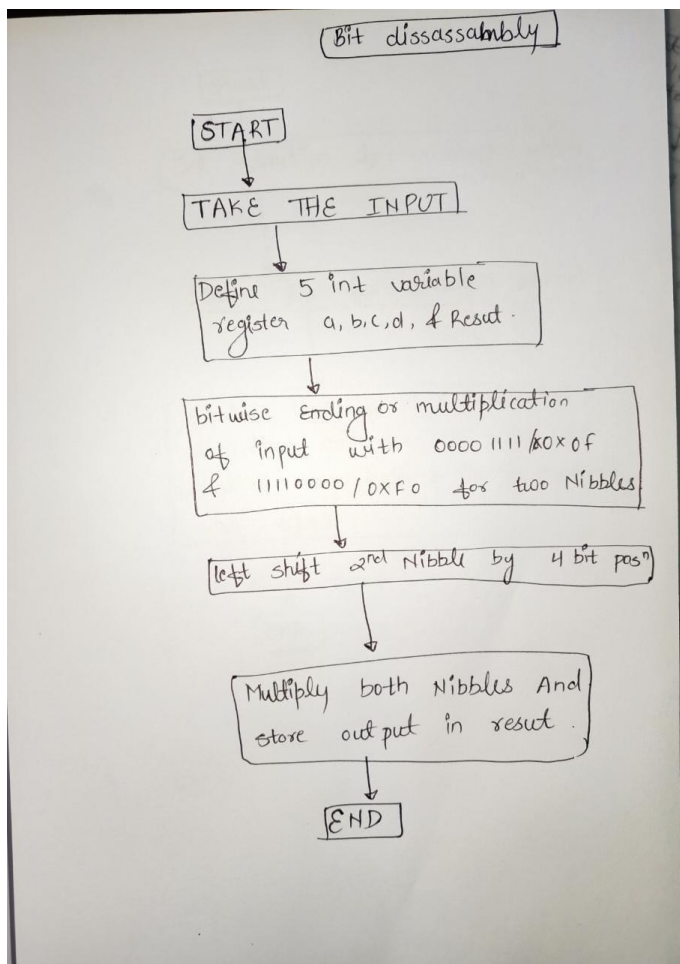 Bit dissassambly
START
TAKE THE INPUT
Define 5 int variable
register a, b, c, d, & Resut.
bitwise Ending or multiplication
of input with 0000 1111 / 0x0f
& 11110000 / 0XF0 for two Nibbles
left shift 2nd Nibble by 4 bit posn
Multiply both Nibbles And
store output in resut.
END